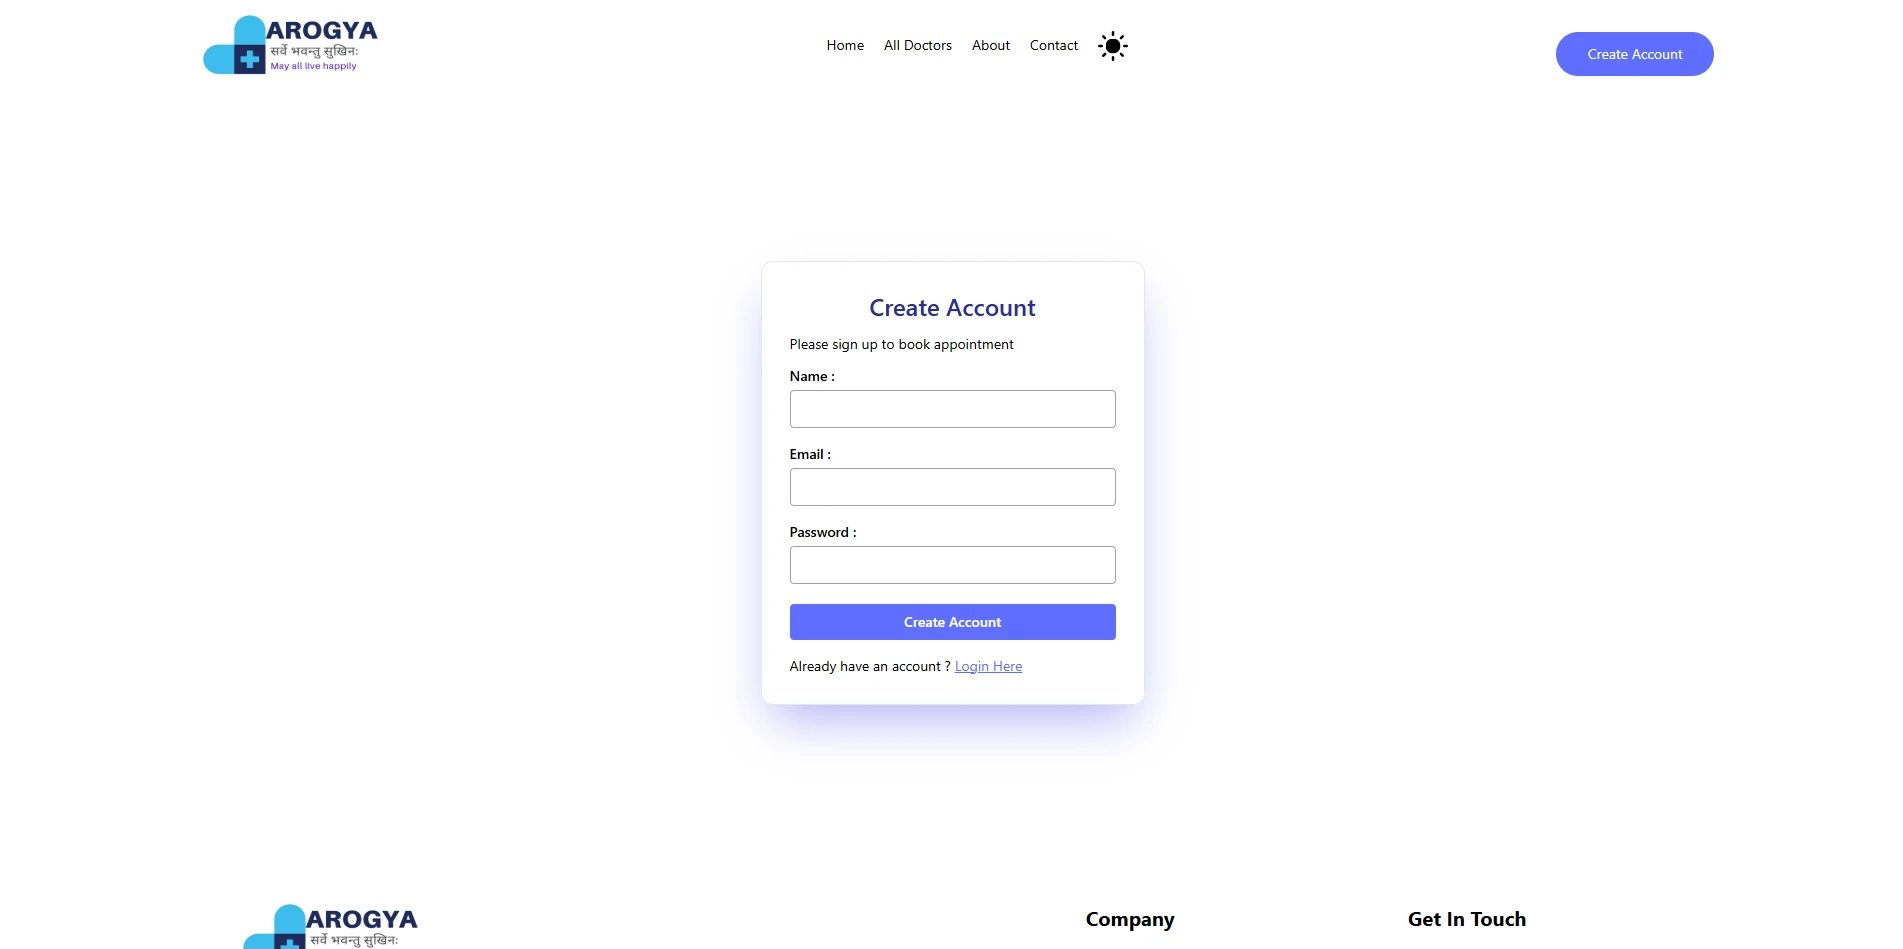 AROGYA
सर्वे भवन्तु सुखिनः
May all live happily
Home
All Doctors
About
Contact
Create Account
Create Account
Please sign up to book appointment
Name :
Email :
Password :
Create Account
Already have an account ? Login Here
AROGYA
सर्वे भवन्तु सुखिनः
Company
Get In Touch